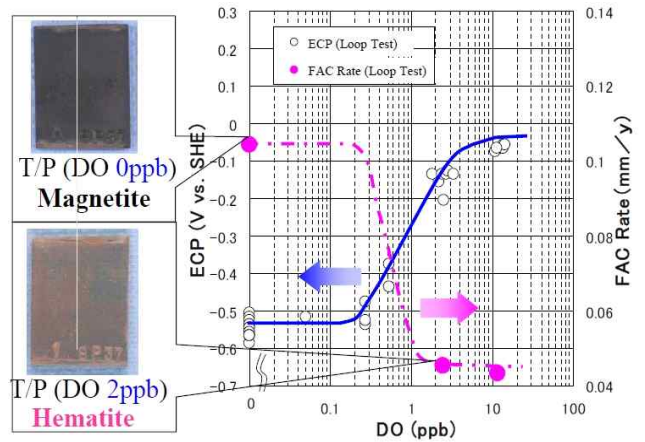 T/P (DO 0ppb)
Magnetite
T/P (DO 2ppb)
Hematite
ECP (V vs. SHE)
0.3
0.2
0.1
0
-0.1
-0.2
-0.3
-0.4
-0.5
-0.6
-0.7
ECP (Loop Test)
FAC Rate (Loop Test)
0.14
0.12
0.1
0.08
0.06
0.04
FAC Rate (mm/y)
0
0.1
1
10
100
DO (ppb)